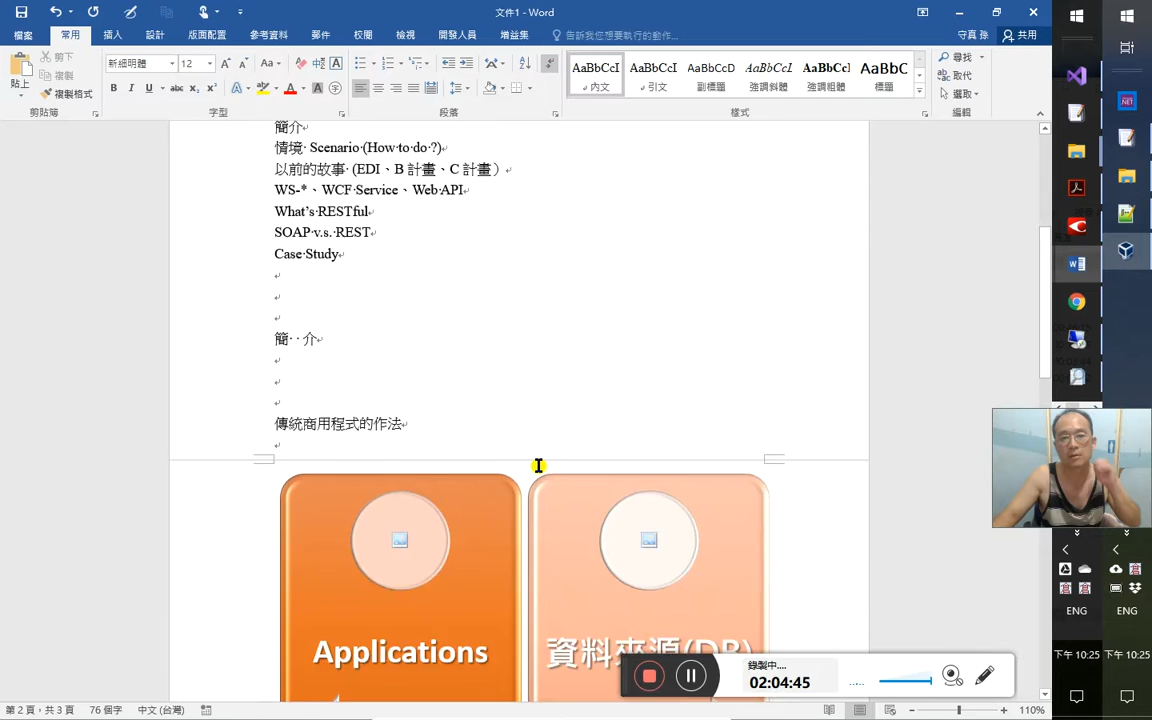 文件1 - Word
檔案 常用 插入 設計 版面配置 參考資料 郵件 校閱 檢視 開發人員 增益集 告訴我您想要執行的動作... 守真 孫 共用
貼上 剪下 複製 複製格式
新細明體 12
AaBbCcI AaBbCcI AaBbCcD AaBbCcI AaBbCcI AaBbCc
內文 引文 副標題 強調斜體 強調粗體 標題
尋找 取代 選取
剪貼簿 字型 段落 樣式 編輯
簡介
情境 Scenario (How to do ?)
以前的故事 (EDI、B 計畫、C 計畫）
WS-*、WCF Service、Web API
What's RESTful
SOAP v.s. REST
Case Study
簡 介
傳統商用程式的作法
Applications
資料來源(DB)
錄製中....
02:04:45
ENG ENG
下午 10:25 下午 10:25
第 2 頁，共 3 頁 76 個字 中文 (台灣) 110%